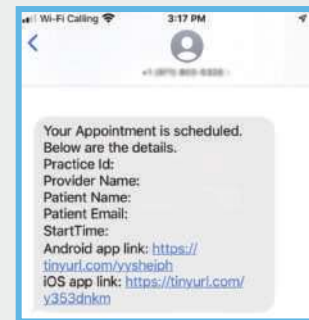 Wi-Fi Calling 3:17 PM
Your Appointment is scheduled.
Below are the details.
Practice Id:
Provider Name:
Patient Name:
Patient Email:
StartTime:
Android app link: https://
tinyurl.com/yysheiph
iOS app link: https://tinyurl.com/
y353dnkm